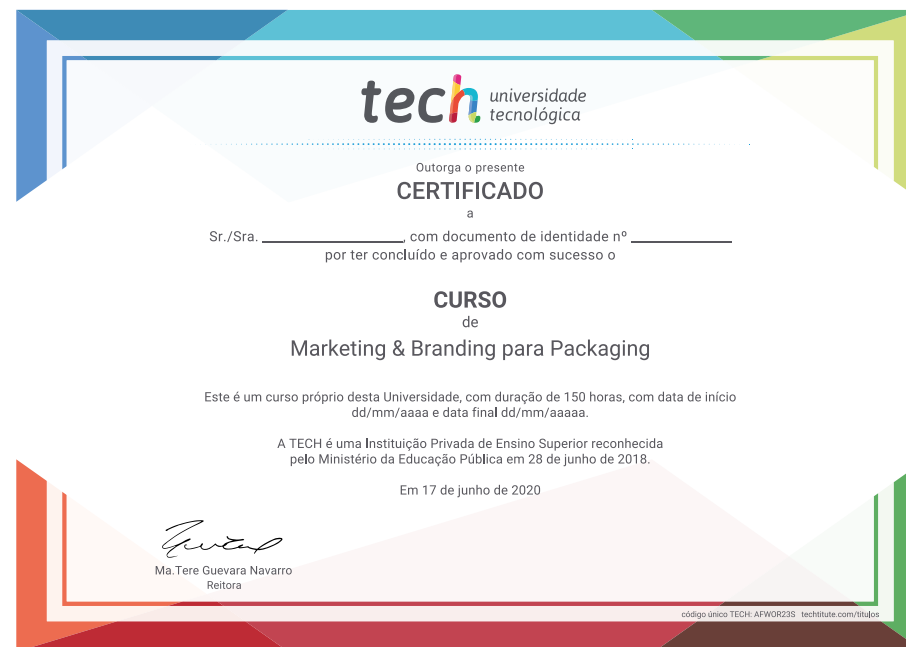 tech universidade
tecnológica
Outorga o presente
CERTIFICADO
a
Sr./Sra. ____________________, com documento de identidade nº ______________
por ter concluído e aprovado com sucesso o
CURSO
de
Marketing & Branding para Packaging
Este é um curso próprio desta Universidade, com duração de 150 horas, com data de início
dd/mm/aaaa e data final dd/mm/aaaaa.
A TECH é uma Instituição Privada de Ensino Superior reconhecida
pelo Ministério da Educação Pública em 28 de junho de 2018.
Em 17 de junho de 2020
Ma.Tere Guevara Navarro
Reitora
código único TECH: AFWOR23S techtitute.com/títulos